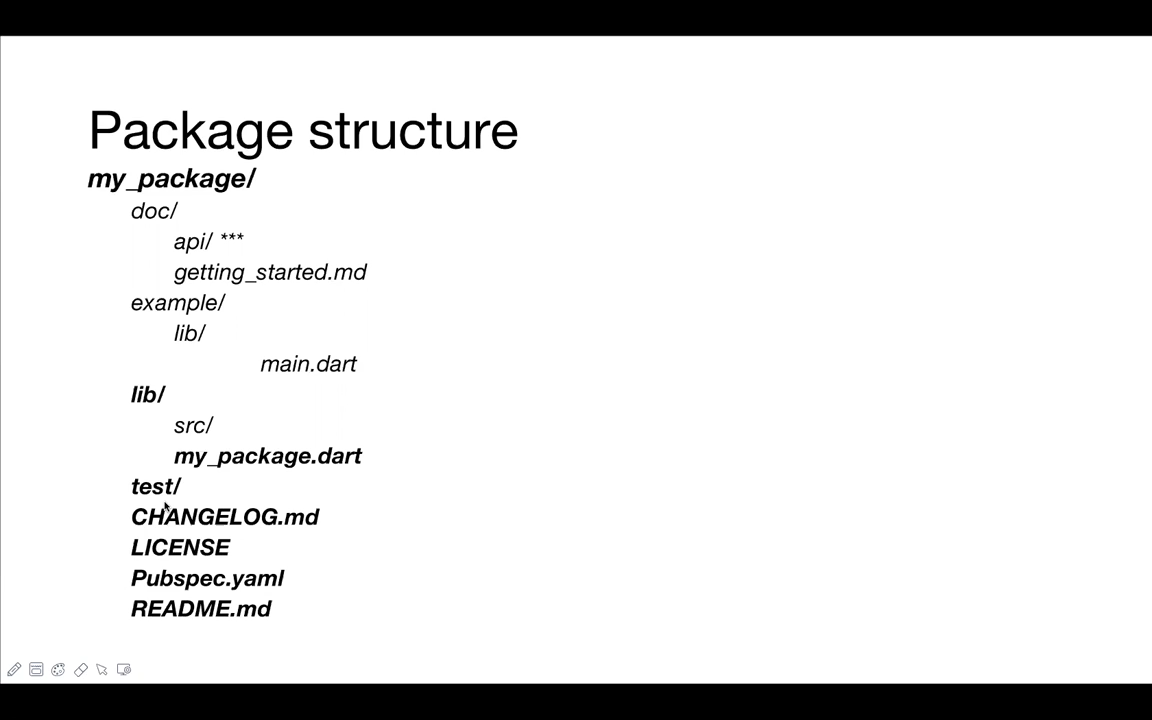 Package structure
my_package/
doc/
api/ ***
getting_started.md
example/
lib/
main.dart
lib/
src/
my_package.dart
test/
CHANGELOG.md
LICENSE
Pubspec.yaml
README.md